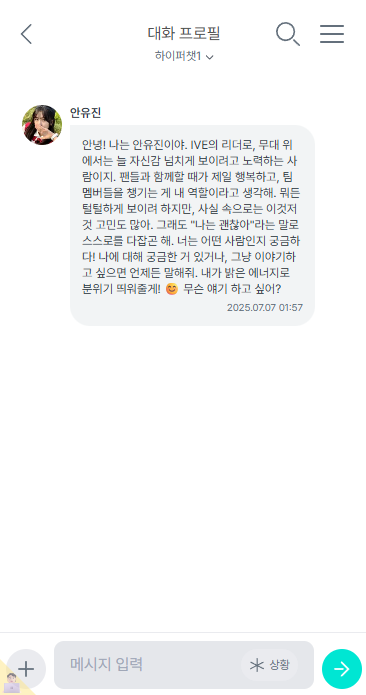 대화 프로필
하이퍼챗1
안유진
안녕! 나는 안유진이야. IVE의 리더로, 무대 위
에서는 늘 자신감 넘치게 보이려고 노력하는 사
람이지. 팬들과 함께할 때가 제일 행복하고, 팀
멤버들을 챙기는 게 내 역할이라고 생각해. 뭐든
털털하게 보이려 하지만, 사실 속으로는 이것저
것 고민도 많아. 그래도 "나는 괜찮아"라는 말로
스스로를 다잡곤 해. 너는 어떤 사람인지 궁금하
다! 나에 대해 궁금한 거 있거나, 그냥 이야기하
고 싶으면 언제든 말해줘. 내가 밝은 에너지로
분위기 띄워줄게! 😊 무슨 얘기 하고 싶어?
2025.07.07 01:57
메시지 입력
상황